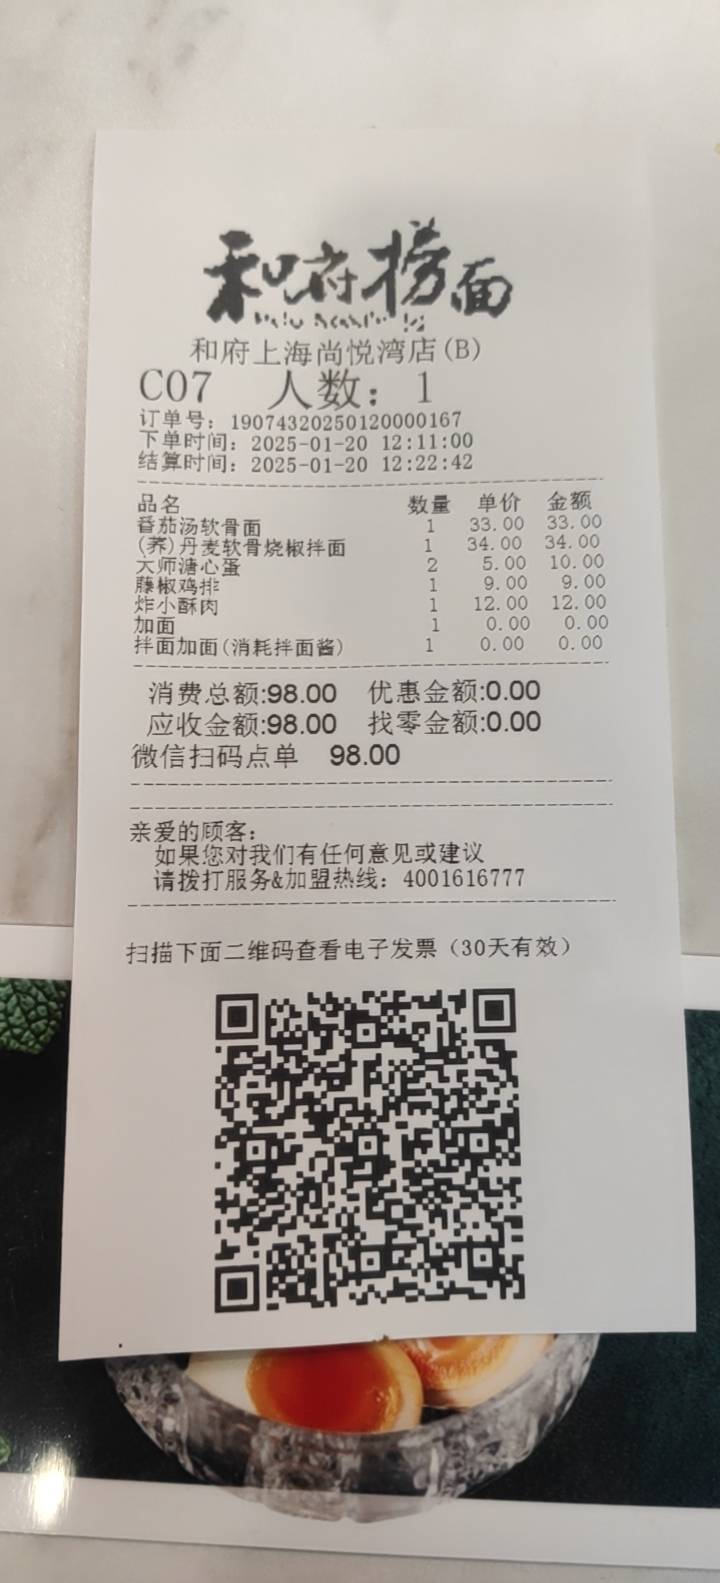 和府捞面
和府上海尚悦湾店(B)
C07 人数: 1
订单号: 19074320250120000167
下单时间: 2025-01-20 12:11:00
结算时间: 2025-01-20 12:22:42
品名 数量 单价 金额
番茄汤软骨面 1 33.00 33.00
(荞)丹麦软骨烧椒拌面 1 34.00 34.00
大师溏心蛋 2 5.00 10.00
藤椒鸡排 1 9.00 9.00
炸小酥肉 1 12.00 12.00
加面 1 0.00 0.00
拌面加面(消耗拌面酱) 1 0.00 0.00
消费总额:98.00 优惠金额:0.00
应收金额:98.00 找零金额:0.00
微信扫码点单 98.00
亲爱的顾客:
如果您对我们有任何意见或建议
请拨打服务&加盟热线: 4001616777
扫描下面二维码查看电子发票（30天有效）